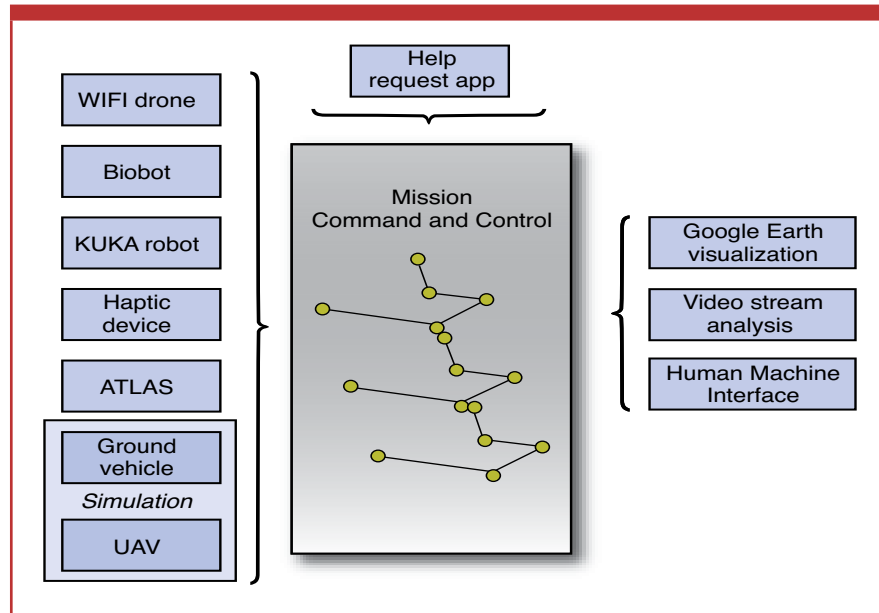 Help
request app
WIFI drone
Biobot
KUKA robot
Haptic
device
ATLAS
Ground
vehicle
Simulation
UAV
Mission
Command and Control
Google Earth
visualization
Video stream
analysis
Human Machine
Interface